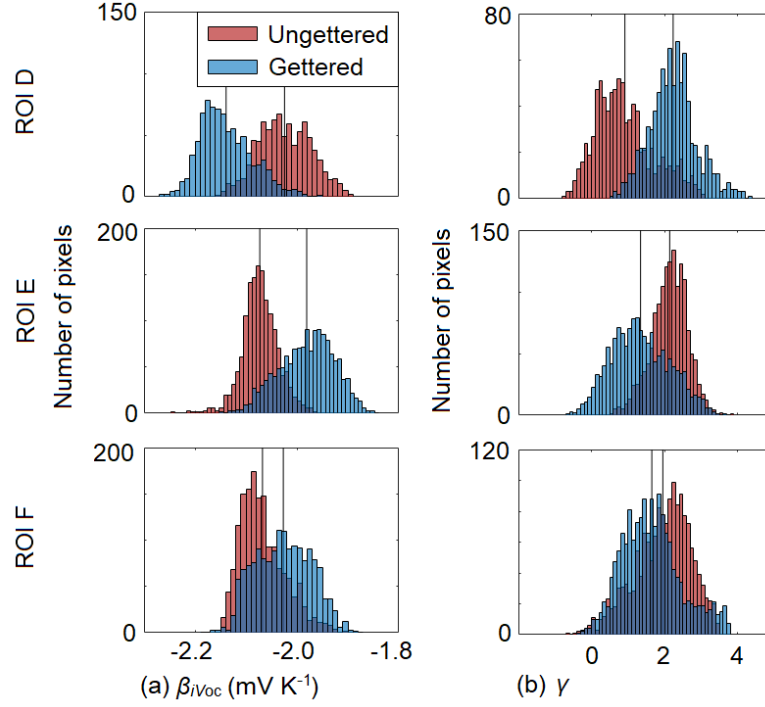 150
Ungettered
Gettered
ROI D
0
80
0
200
ROI E
Number of pixels
0
150
Number of pixels
0
200
ROI F
0
-2.2
-2.0
-1.8
(a) βiVoc (mV K⁻¹)
120
0
0
2
4
(b) γ